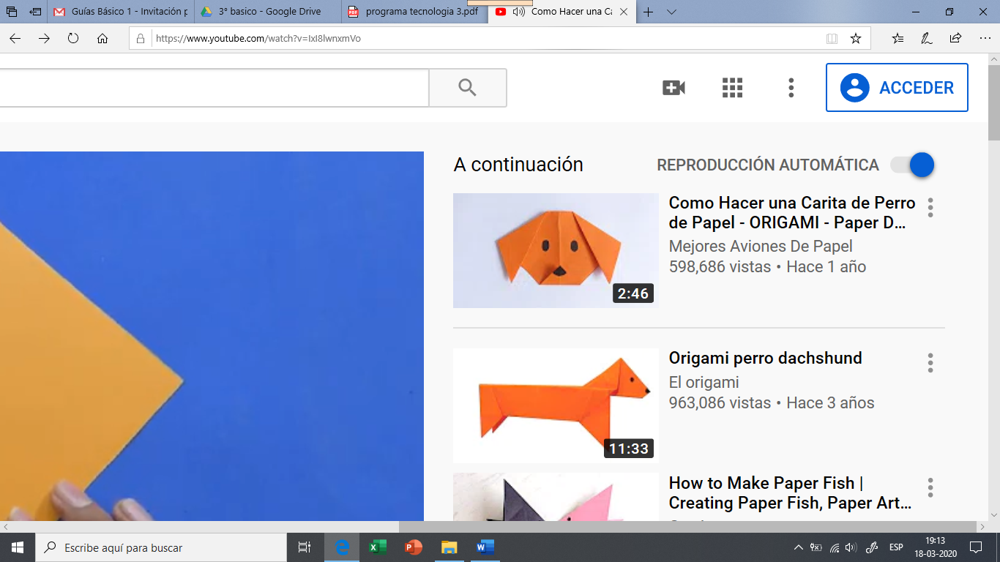 Guías Básico 1 - Invitación p
3° basico - Google Drive
programa tecnologia 3.pdf
Como Hacer una Ca
https://www.youtube.com/watch?v=IxI8lwnxmVo
ACCEDER
A continuación
REPRODUCCIÓN AUTOMÁTICA
Como Hacer una Carita de Perro
de Papel - ORIGAMI - Paper D...
Mejores Aviones De Papel
598,686 vistas • Hace 1 año
2:46
Origami perro dachshund
El origami
963,086 vistas • Hace 3 años
11:33
How to Make Paper Fish |
Creating Paper Fish, Paper Art...
Escribe aquí para buscar
ESP
19:13
18-03-2020